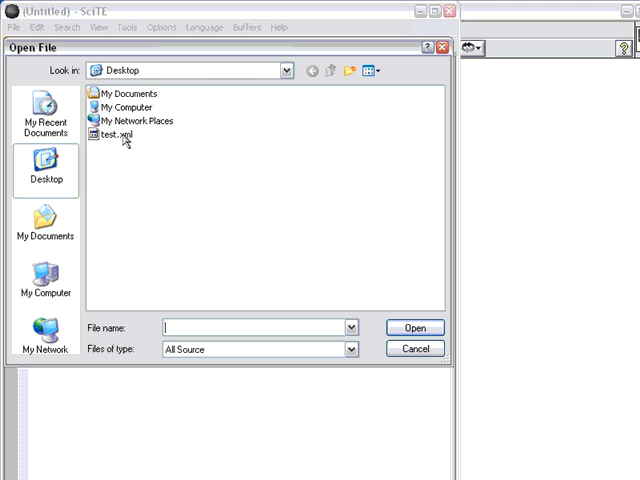 (Untitled) - SciTE
File Edit Search View Tools Options Language Buffers Help
Open File
Look in: Desktop
My Recent Documents
Desktop
My Documents
My Computer
My Network
My Documents
My Computer
My Network Places
test.xml
File name: Open
Files of type: All Source Cancel